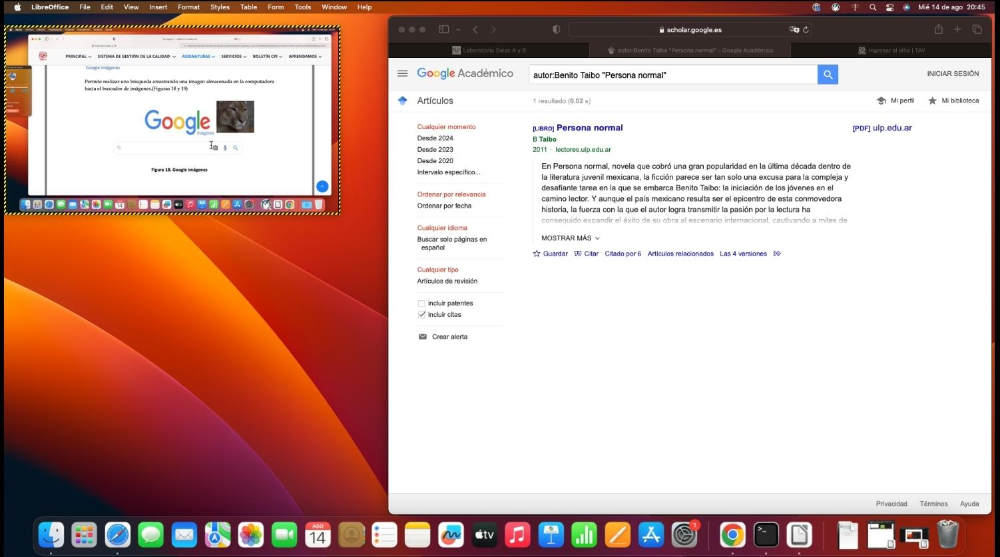 LibreOffice File Edit View Insert Format Styles Table Form Tools Window Help Mié 14 de ago 20:45
PRINCIPAL SISTEMA DE GESTIÓN DE LA CALIDAD ASIGNATURAS SERVICIOS BOLETÍN CPI APRENDAMOS
Google imágenes
Permite realizar una búsqueda arrastrando una imagen almacenada en la computadora
hacia el buscador de imágenes.(Figuras 18 y 19)
Google
imágenes
Figura 18. Google imágenes
scholar.google.es
Laboratorio Salas A y B autor:Benito Taibo "Persona normal" - Google Académico Ingresar al sitio | TAV
Google Académico autor:Benito Taibo "Persona normal" INICIAR SESIÓN
Artículos 1 resultado (0.02 s) Mi perfil Mi biblioteca
Cualquier momento
Desde 2024
Desde 2023
Desde 2020
Intervalo específico...
Ordenar por relevancia
Ordenar por fecha
Cualquier idioma
Buscar solo páginas en
español
Cualquier tipo
Artículos de revisión
incluir patentes
incluir citas
Crear alerta
[LIBRO] Persona normal [PDF] ulp.edu.ar
B Taibo
2011 · lectores.ulp.edu.ar
En Persona normal, novela que cobró una gran popularidad en la última década dentro de
la literatura juvenil mexicana, la ficción parece ser tan solo una excusa para la compleja y
desafiante tarea en la que se embarca Benito Taibo: la iniciación de los jóvenes en el
camino lector. Y aunque el país mexicano resulta ser el epicentro de esta conmovedora
historia, la fuerza con la que el autor logra transmitir la pasión por la lectura ha
conseguido expandir el éxito de su obra al escenario internacional, cautivando a miles de
MOSTRAR MÁS
Guardar Citar Citado por 6 Artículos relacionados Las 4 versiones
Privacidad Términos Ayuda
AGO
14
tv
1